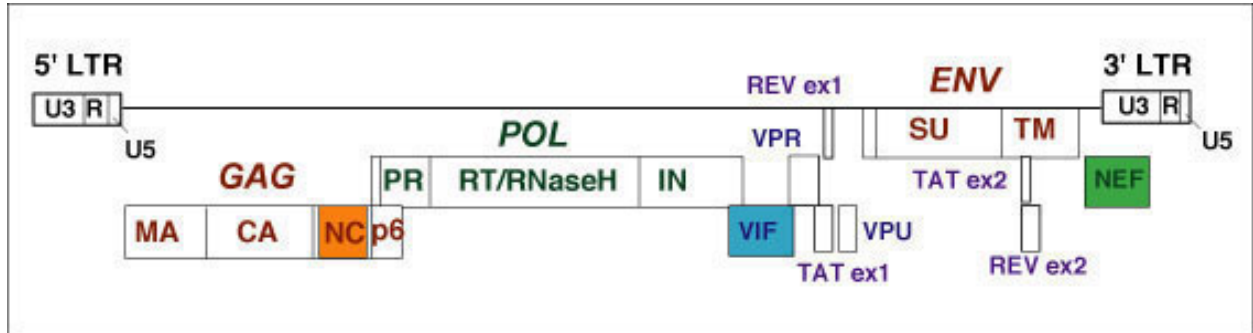 5' LTR
3' LTR
ENV
REV ex1
U3 R
U3 R
U5
U5
SU TM
POL
VPR
GAG
PR RT/RNaseH IN
TAT ex2
NEF
MA CA NC p6
VIF
VPU
TAT ex1
REV ex2